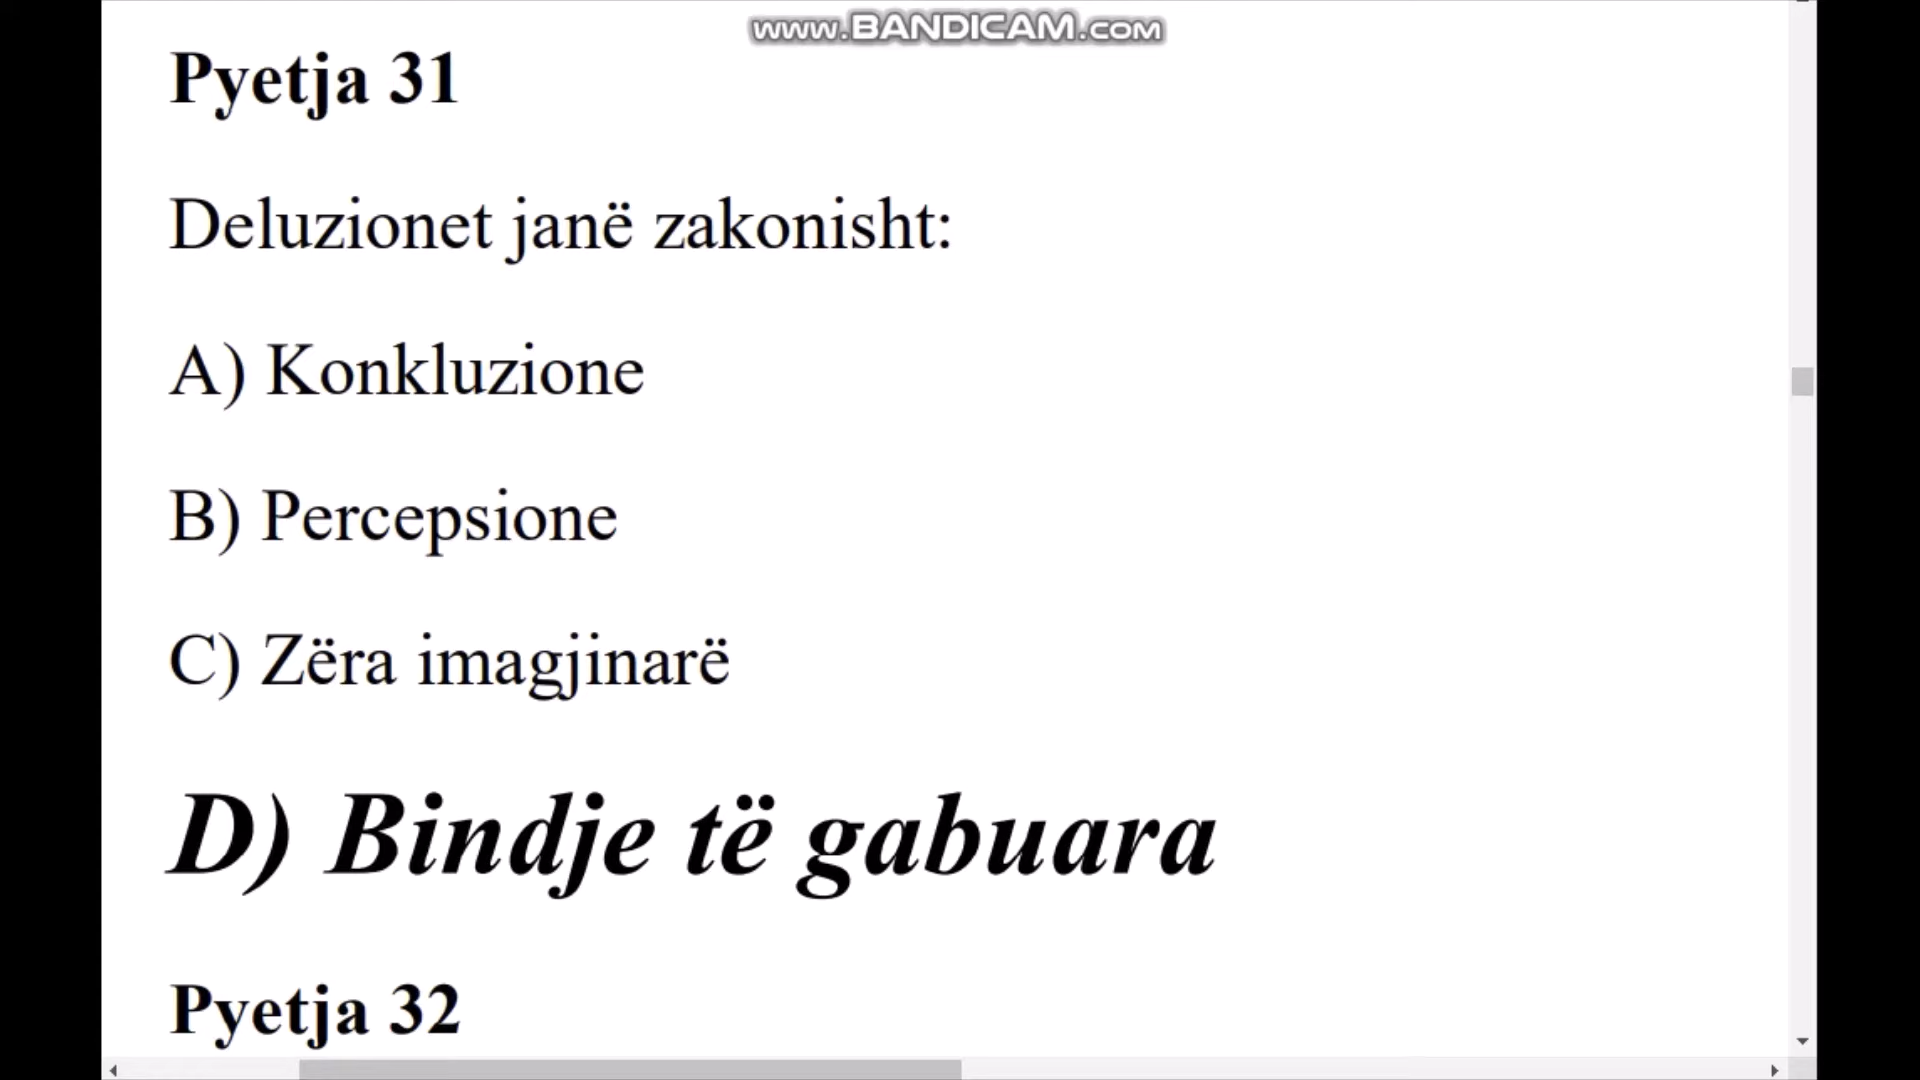 www.BANDICAM.com
Pyetja 31
Deluzionet janë zakonisht:
A) Konkluzione
B) Percepsione
C) Zëra imagjinarë
D) Bindje të gabuara
Pyetja 32